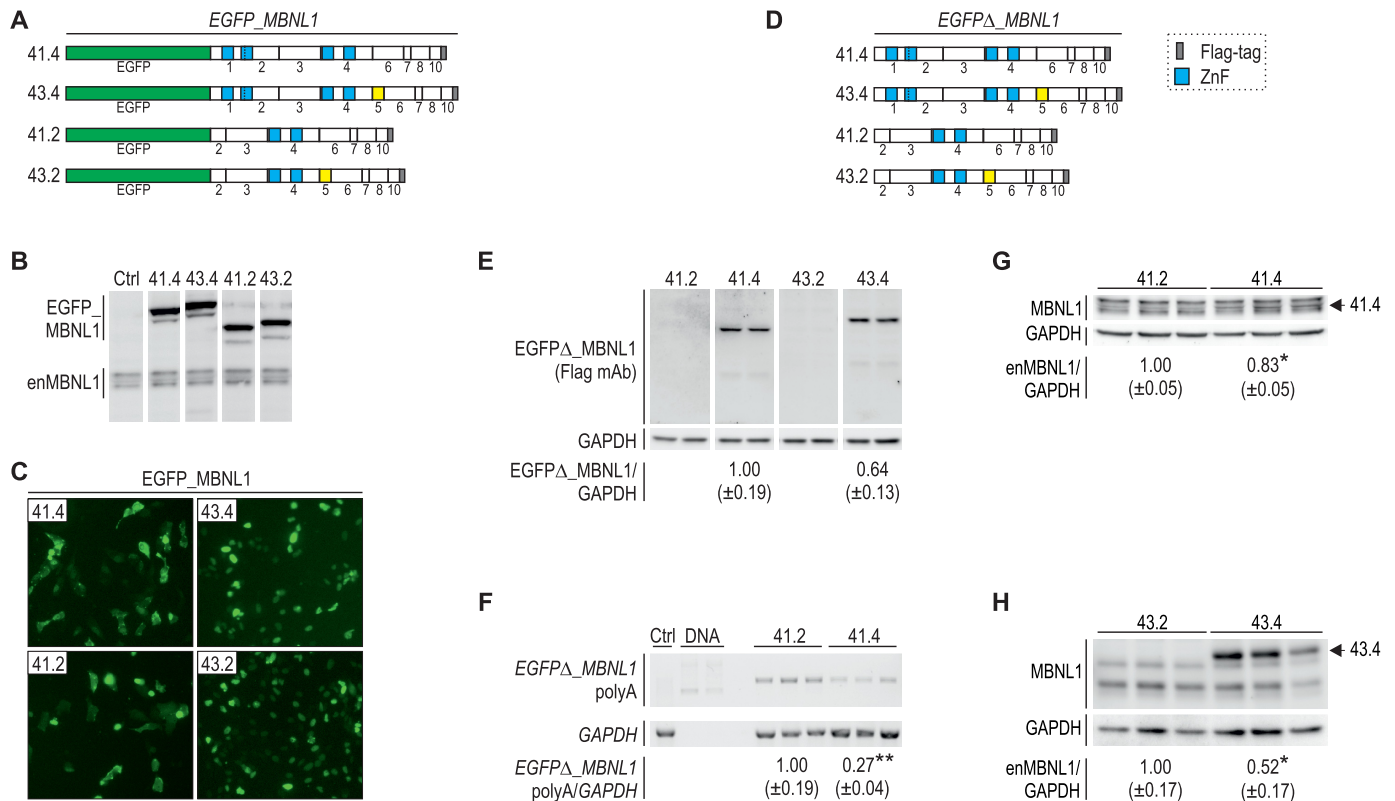 A
EGFP_MBNL1
41.4
EGFP
1 2 3 4 6 7 8 10
43.4
EGFP
1 2 3 4 5 6 7 8 10
41.2
EGFP
2 3 4 6 7 8 10
43.2
EGFP
2 3 4 5 6 7 8 10
D
EGFPΔ_MBNL1
41.4
1 2 3 4 6 7 8 10
43.4
1 2 3 4 5 6 7 8 10
41.2
2 3 4 6 7 8 10
43.2
2 3 4 5 6 7 8 10
Flag-tag
ZnF
B
Ctrl 41.4 43.4 41.2 43.2
EGFP_
MBNL1
enMBNL1
C
EGFP_MBNL1
41.4
43.4
41.2
43.2
E
41.2 41.4 43.2 43.4
EGFPΔ_MBNL1
(Flag mAb)
GAPDH
EGFPΔ_MBNL1/
GAPDH
1.00 0.64
(±0.19) (±0.13)
F
Ctrl DNA 41.2 41.4
EGFPΔ_MBNL1
polyA
GAPDH
EGFPΔ_MBNL1
polyA/GAPDH
1.00 0.27**
(±0.19) (±0.04)
G
41.2 41.4
MBNL1
41.4
GAPDH
enMBNL1/
GAPDH
1.00 0.83*
(±0.05) (±0.05)
H
43.2 43.4
MBNL1
43.4
GAPDH
enMBNL1/
GAPDH
1.00 0.52*
(±0.17) (±0.17)